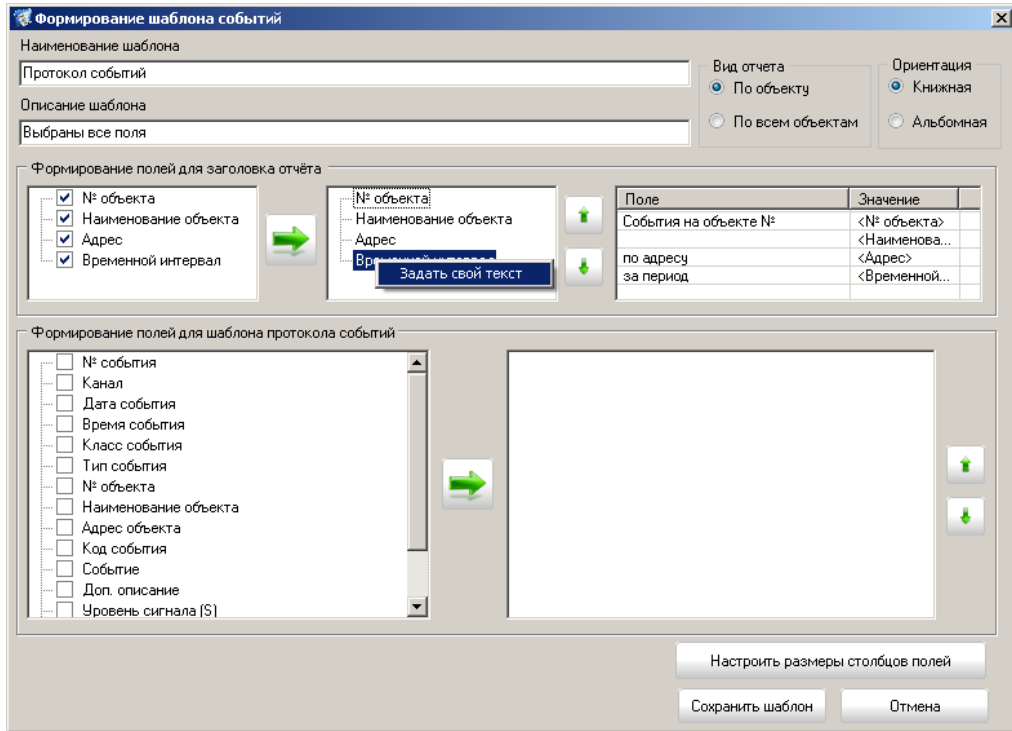 Формирование шаблона событий
Наименование шаблона
Протокол событий
Описание шаблона
Выбраны все поля
Вид отчета
По объекту
По всем объектам
Ориентация
Книжная
Альбомная
Формирование полей для заголовка отчёта
№ объекта
Наименование объекта
Адрес
Временной интервал
№ объекта
Наименование объекта
Адрес
Задать свой текст
Поле Значение
События на объекте № <№ объекта>
<Наименова...
по адресу <Адрес>
за период <Временной...
Формирование полей для шаблона протокола событий
№ события
Канал
Дата события
Время события
Класс события
Тип события
№ объекта
Наименование объекта
Адрес объекта
Код события
Событие
Доп. описание
Уровень сигнала (S)
Настроить размеры столбцов полей
Сохранить шаблон
Отмена